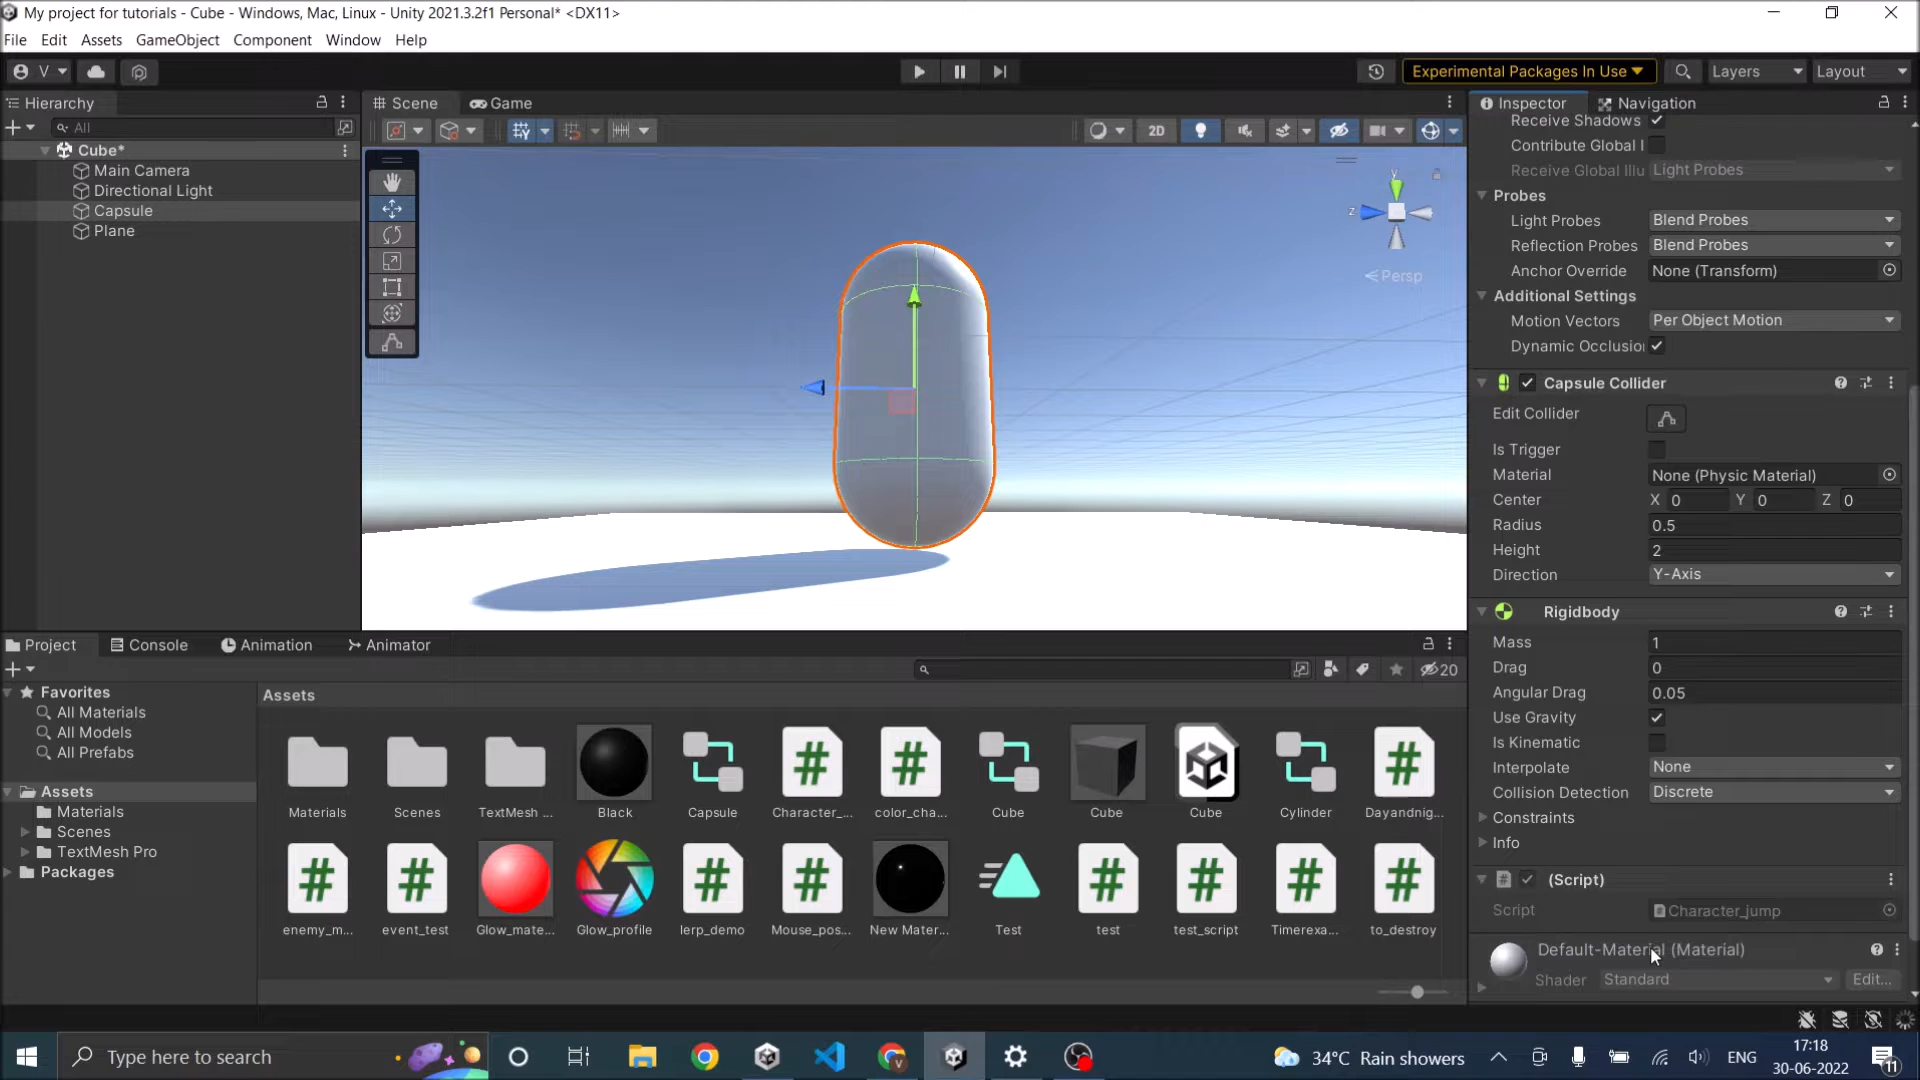 My project for tutorials - Cube - Windows, Mac, Linux - Unity 2021.3.2f1 Personal* <DX11>
File Edit Assets GameObject Component Window Help
V
Experimental Packages In Use
Layers
Layout
Hierarchy
All
Cube*
Main Camera
Directional Light
Capsule
Plane
Scene
Game
2D
y
z
Persp
Inspector
Navigation
Receive Shadows
Contribute Global I
Receive Global Illu Light Probes
Probes
Light Probes Blend Probes
Reflection Probes Blend Probes
Anchor Override None (Transform)
Additional Settings
Motion Vectors Per Object Motion
Dynamic Occlusio
Capsule Collider
Edit Collider
Is Trigger
Material None (Physic Material)
Center X 0 Y 0 Z 0
Radius 0.5
Height 2
Direction Y-Axis
Rigidbody
Mass 1
Drag 0
Angular Drag 0.05
Use Gravity
Is Kinematic
Interpolate None
Collision Detection Discrete
Constraints
Info
(Script)
Script Character_jump
Default-Material (Material)
Shader Standard Edit...
Project
Console
Animation
Animator
20
Favorites
All Materials
All Models
All Prefabs
Assets
Materials
Scenes
TextMesh Pro
Packages
Assets
Materials Scenes TextMesh ... Black Capsule Character_... color_cha... Cube Cube Cube Cylinder Dayandnig...
enemy_m... event_test Glow_mate... Glow_profile lerp_demo Mouse_pos... New Mater... Test test test_script Timerexa... to_destroy
Type here to search
34°C Rain showers
ENG
17:18
30-06-2022
11